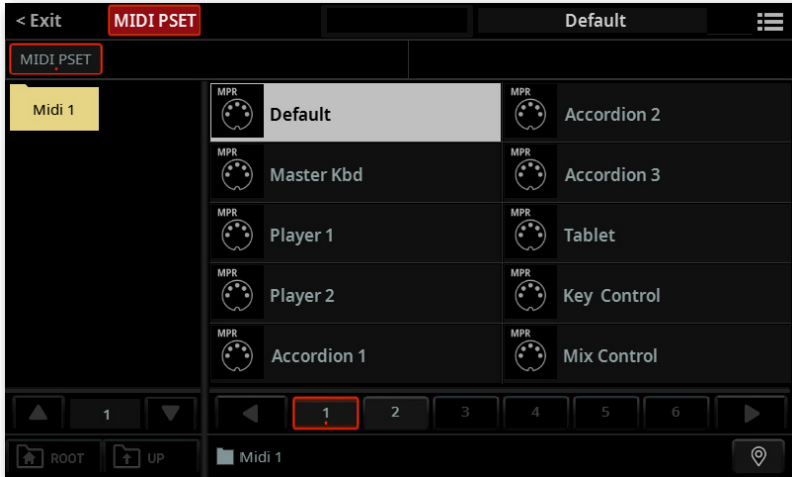 < Exit MIDI PSET Default
MIDI PSET
Midi 1
MPR Default MPR Accordion 2
MPR Master Kbd MPR Accordion 3
MPR Player 1 MPR Tablet
MPR Player 2 MPR Key Control
MPR Accordion 1 MPR Mix Control
1 1 2 3 4 5 6
ROOT UP Midi 1